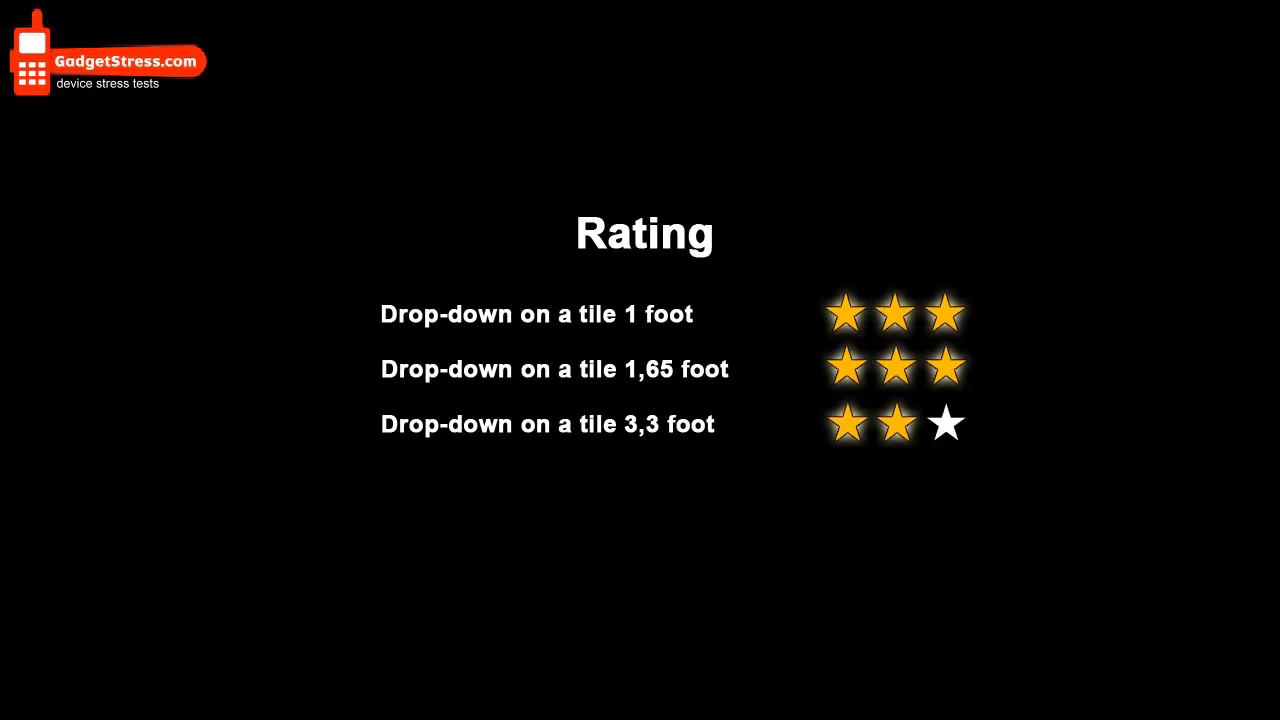 GadgetStress.com
device stress tests
Rating
Drop-down on a tile 1 foot
Drop-down on a tile 1,65 foot
Drop-down on a tile 3,3 foot